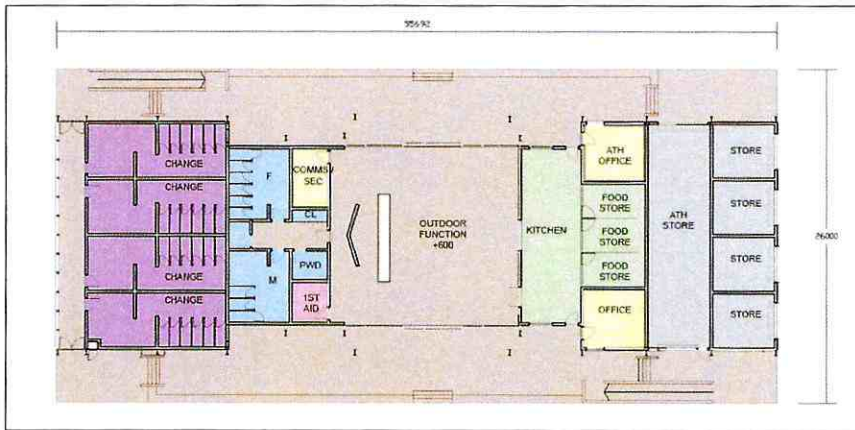 55692
26000
CHANGE
CHANGE
CHANGE
CHANGE
F
COMMS/
SEC
CL
PWD
M
1ST
AID
OUTDOOR
FUNCTION
+600
KITCHEN
ATH
OFFICE
FOOD
STORE
FOOD
STORE
FOOD
STORE
OFFICE
ATH
STORE
STORE
STORE
STORE
STORE